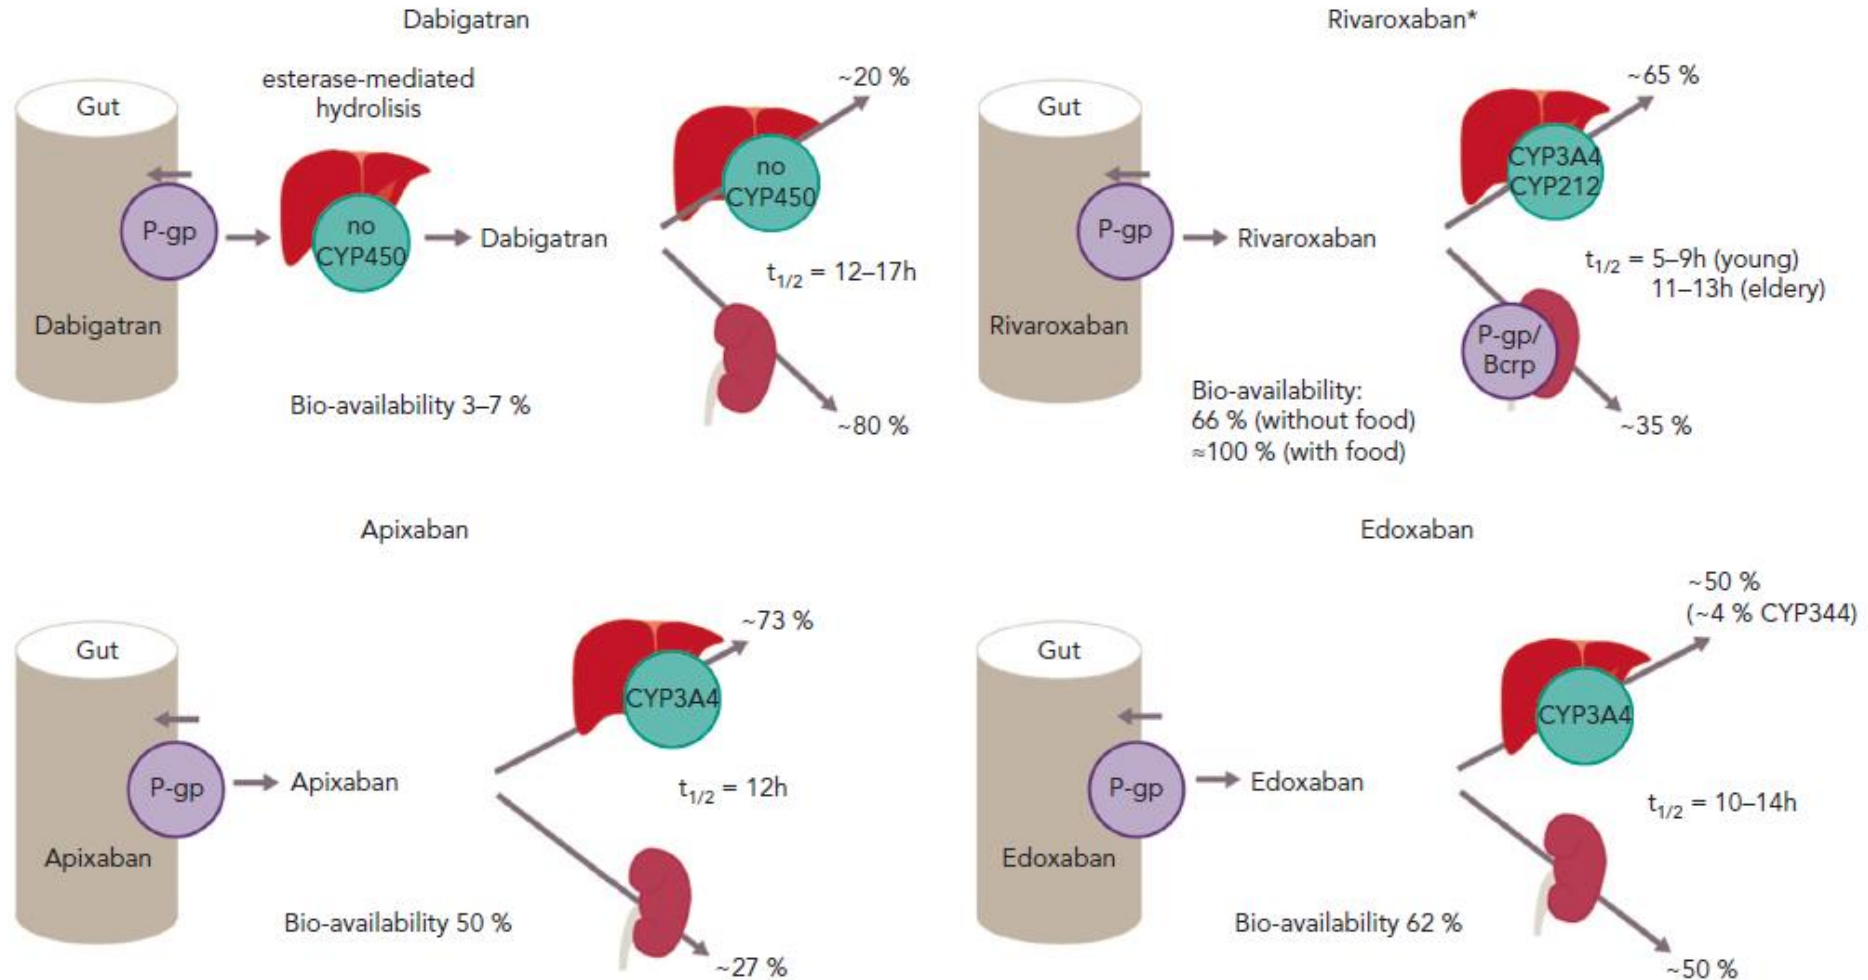 Dabigatran
Gut
esterase-mediated
hydrolisis
P-gp
no
CYP450
Dabigatran
no
CYP450
~20 %
t1/2 = 12–17h
Dabigatran
Bio-availability 3–7 %
~80 %
Rivaroxaban*
Gut
P-gp
Rivaroxaban
CYP3A4
CYP212
~65 %
t1/2 = 5–9h (young)
11–13h (eldery)
Rivaroxaban
P-gp/
Bcrp
Bio-availability:
66 % (without food)
≈100 % (with food)
~35 %
Apixaban
Gut
P-gp
Apixaban
CYP3A4
~73 %
t1/2 = 12h
Apixaban
Bio-availability 50 %
~27 %
Edoxaban
Gut
P-gp
Edoxaban
~50 %
(~4 % CYP344)
CYP3A4
t1/2 = 10–14h
Edoxaban
Bio-availability 62 %
~50 %